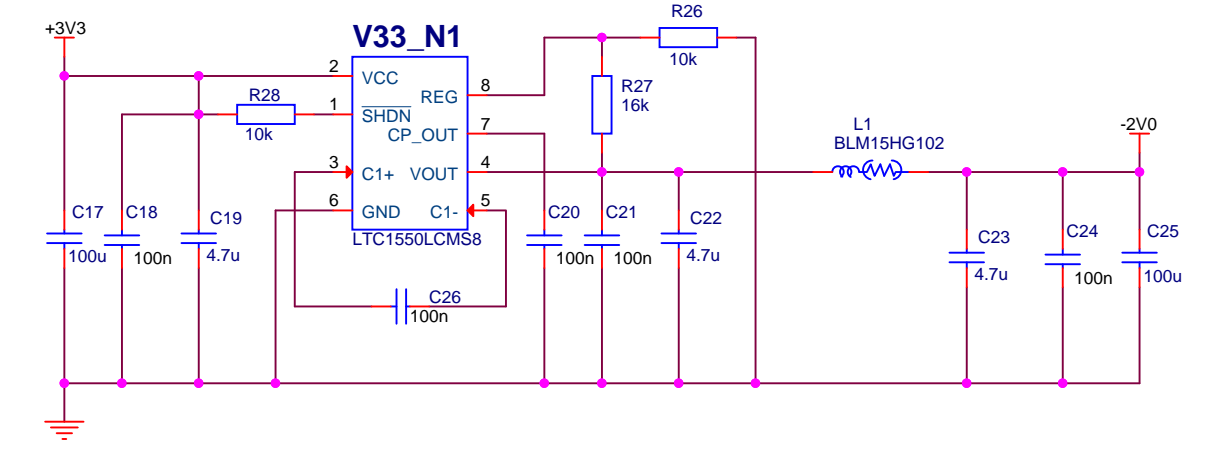 R26
+3V3
V33_N1
10k
2
VCC
8
REG
R27
16k
R28
1
SHDN
10k
7
CP_OUT
L1
BLM15HG102
-2V0
3
C1+
VOUT
4
6
GND
C1-
5
LTC1550LCMS8
C17
100u
C18
100n
C19
4.7u
C20
100n
C21
100n
C22
4.7u
C23
4.7u
C24
100n
C25
100u
C26
100n